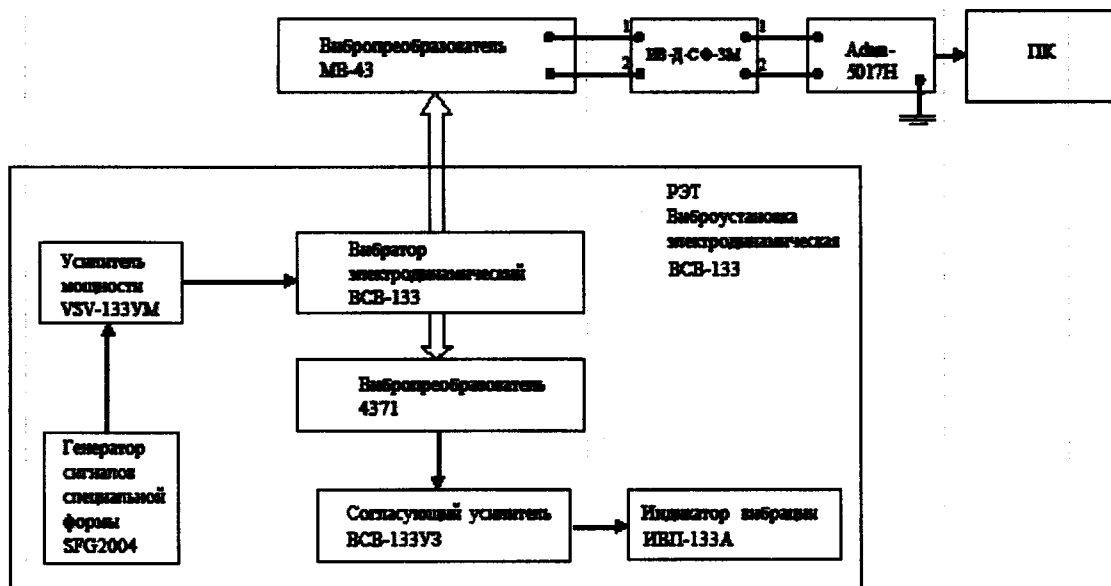 Вибропреобразователь
МВ-43
1
2
ИВ-Д-СФ-3М
1
2
Adam-
5017H
ПК
РЭТ
Виброустановка
электродинамическая
ВСВ-133
Усилитель
мощности
VSV-133УМ
Вибратор
электродинамический
ВСВ-133
Вибропреобразователь
4371
Генератор
сигналов
специальной
формы
SFG2004
Согласующий усилитель
ВСВ-133УЗ
Индикатор вибрации
ИВП-133А